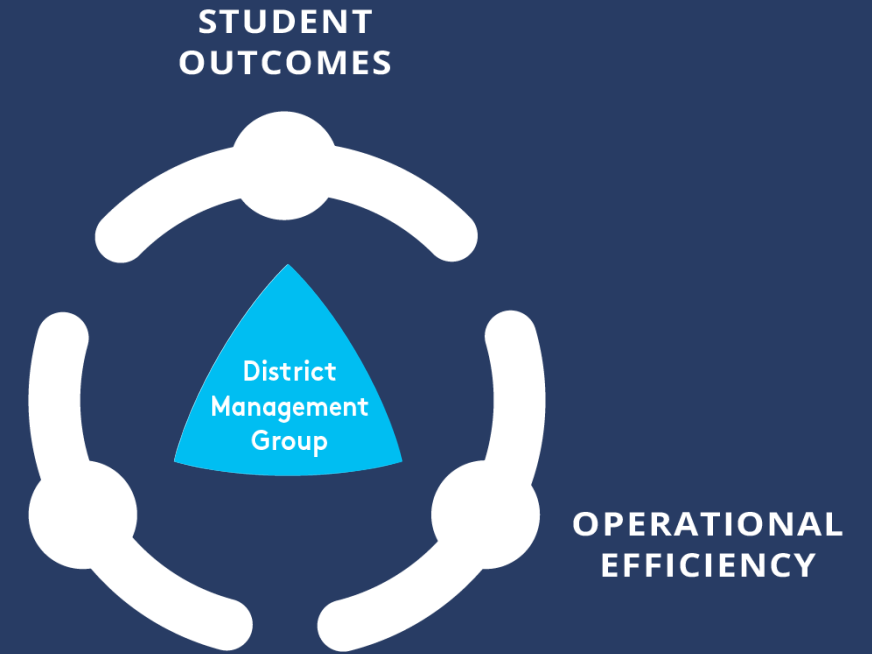 STUDENT
OUTCOMES
District
Management
Group
OPERATIONAL
EFFICIENCY